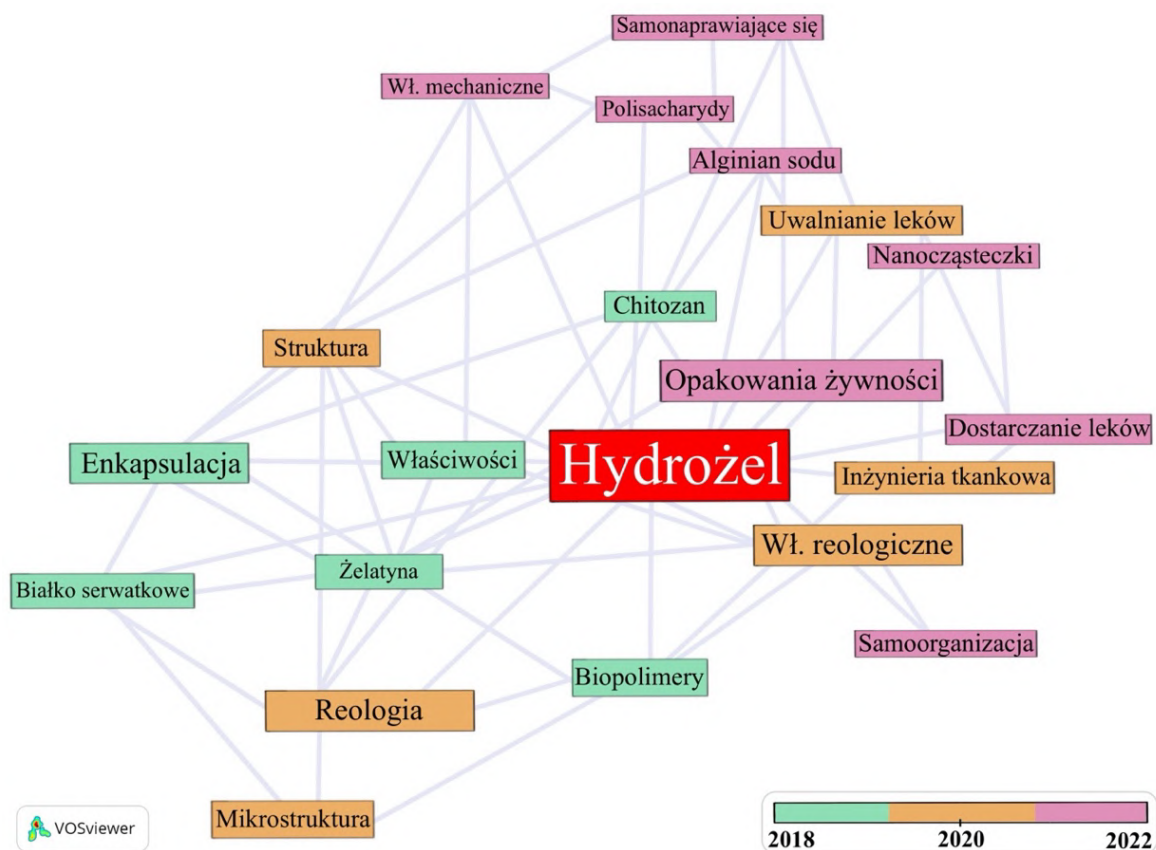 Samonaprawiające się
Wł. mechaniczne
Polisacharydy
Alginian sodu
Uwalnianie leków
Nanocząsteczki
Chitozan
Struktura
Opakowania żywności
Dostarczanie leków
Enkapsulacja
Właściwości
Hydrożel
Inżynieria tkankowa
Wł. reologiczne
Żelatyna
Białko serwatkowe
Samoorganizacja
Biopolimery
Reologia
Mikrostruktura
VOSviewer
2018
2020
2022